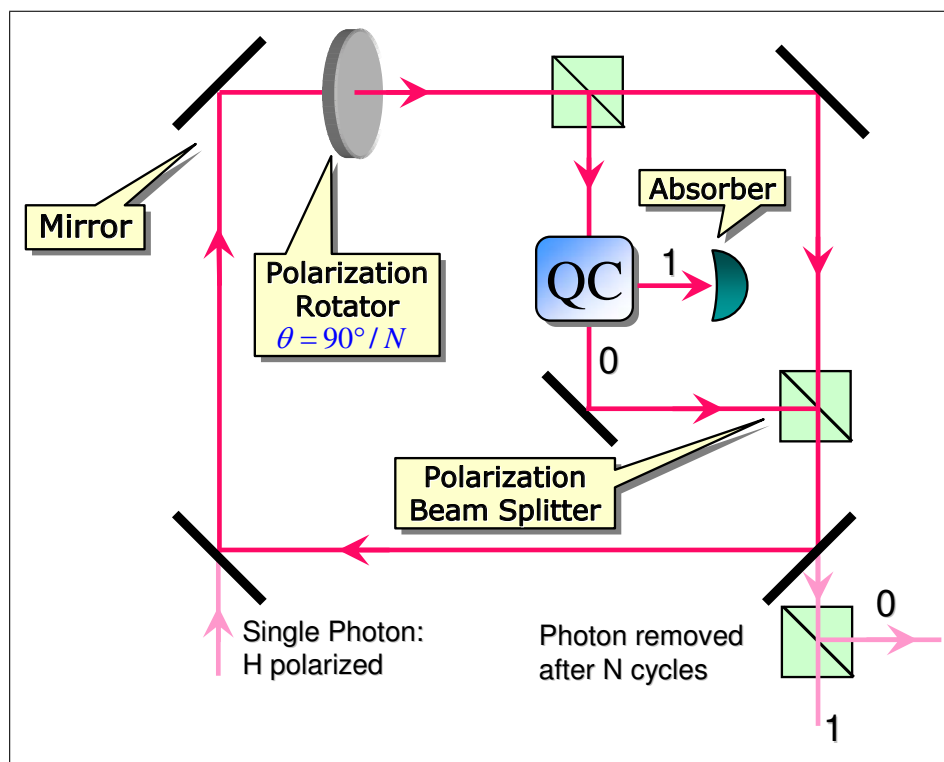 Absorber
Mirror
Polarization
Rotator
θ = 90° / N
QC
1
0
Polarization
Beam Splitter
Single Photon:
H polarized
Photon removed
after N cycles
0
1